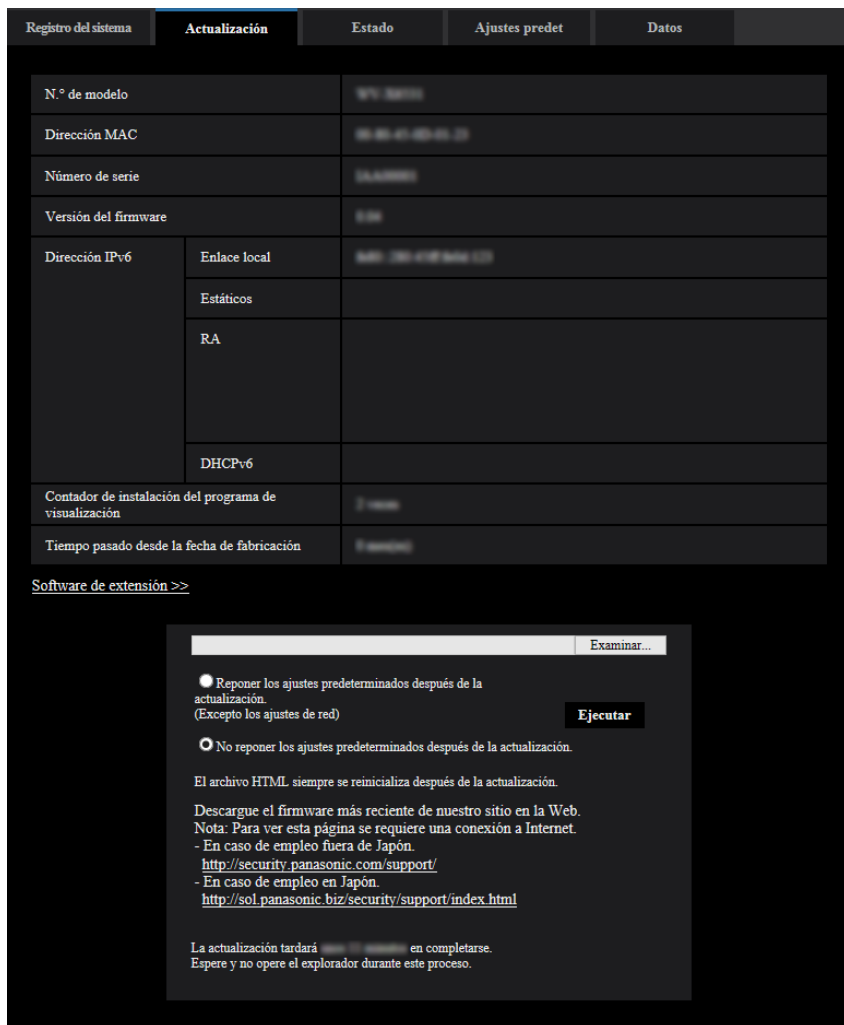 Registro del sistema Actualización Estado Ajustes predet Datos
N.° de modelo
Dirección MAC
Número de serie
Versión del firmware
Dirección IPv6 Enlace local
Estáticos
RA
DHCPv6
Contador de instalación del programa de
visualización
Tiempo pasado desde la fecha de fabricación
Software de extensión >>
Examinar...
Reponer los ajustes predeterminados después de la
actualización.
(Excepto los ajustes de red)
Ejecutar
No reponer los ajustes predeterminados después de la actualización.
El archivo HTML siempre se reinicializa después de la actualización.
Descargue el firmware más reciente de nuestro sitio en la Web.
Nota: Para ver esta página se requiere una conexión a Internet.
- En caso de empleo fuera de Japón.
http://security.panasonic.com/support/
- En caso de empleo en Japón.
http://sol.panasonic.biz/security/support/index.html
La actualización tardará en completarse.
Espere y no opere el explorador durante este proceso.